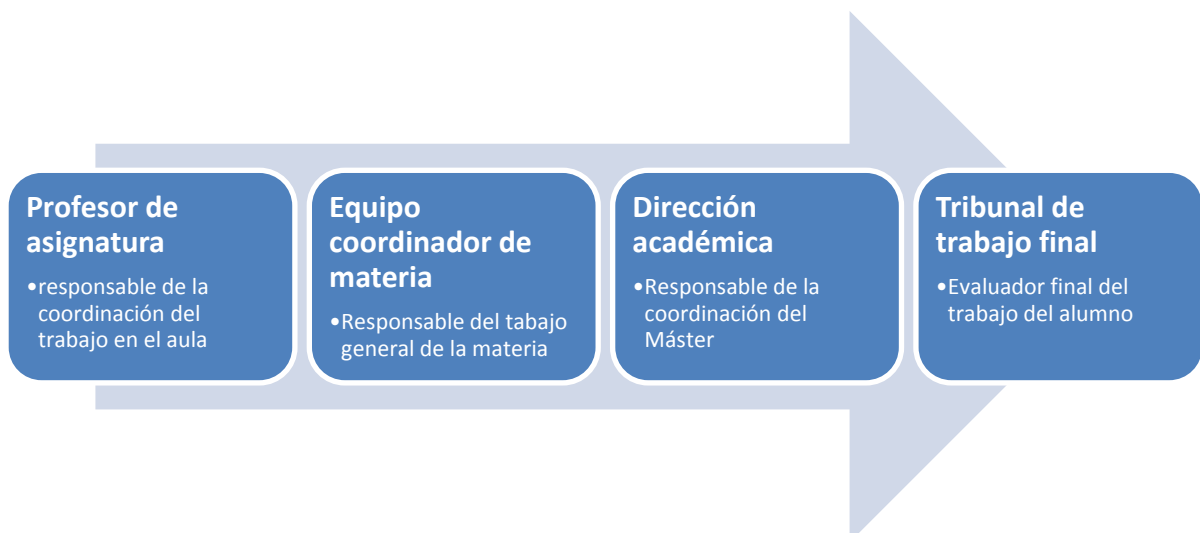 Profesor de
asignatura
•responsable de la
coordinación del
trabajo en el aula
Equipo
coordinador de
materia
•Responsable del tabajo
general de la materia
Dirección
académica
•Responsable de la
coordinación del
Máster
Tribunal de
trabajo final
•Evaluador final del
trabajo del alumno